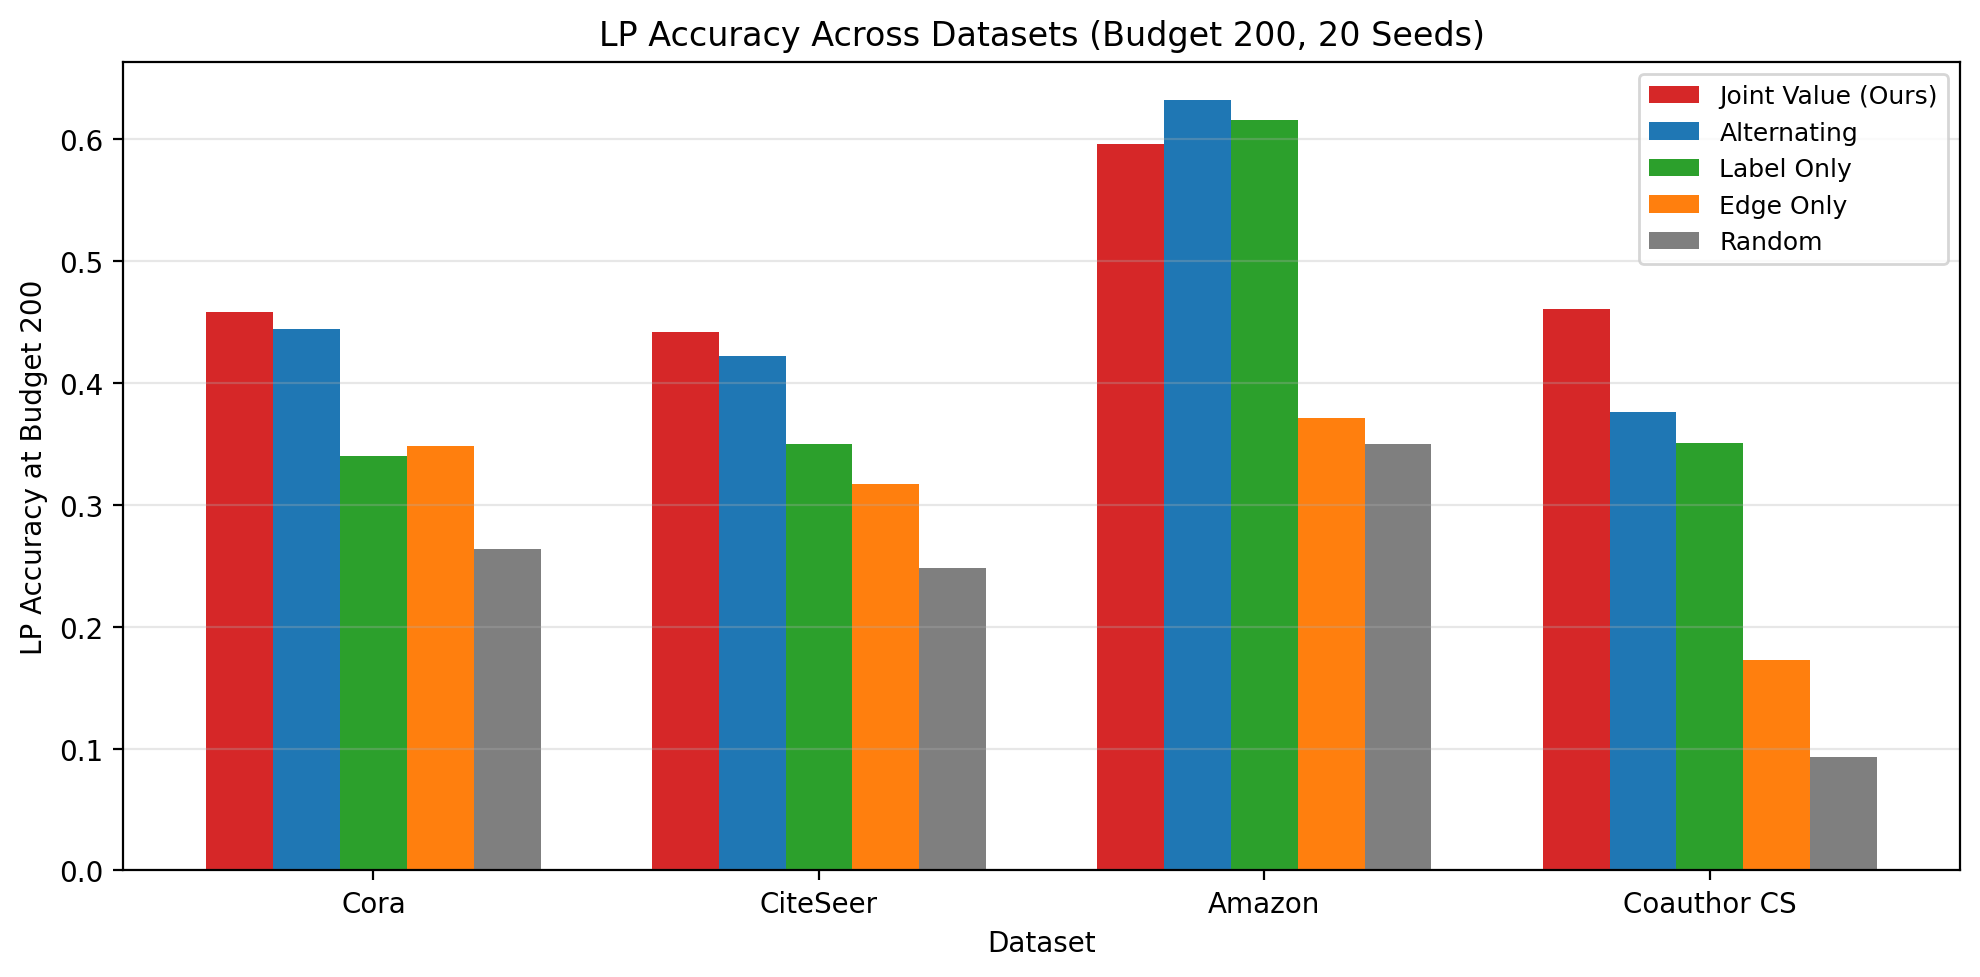 LP Accuracy Across Datasets (Budget 200, 20 Seeds)
Joint Value (Ours)
Alternating
Label Only
Edge Only
Random
LP Accuracy at Budget 200
0.6
0.5
0.4
0.3
0.2
0.1
0.0
Cora
CiteSeer
Amazon
Coauthor CS
Dataset